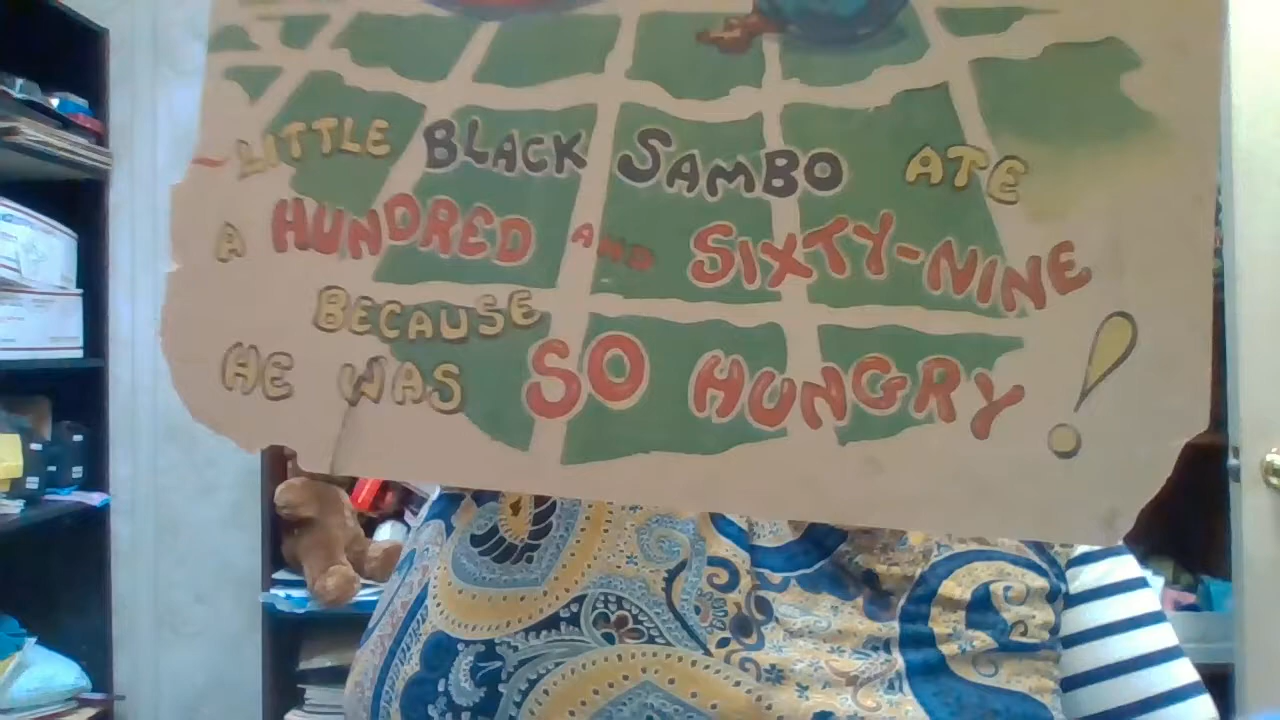 LITTLE BLACK SAMBO ATE
A HUNDRED AND SIXTY-NINE
BECAUSE
HE WAS SO HUNGRY!